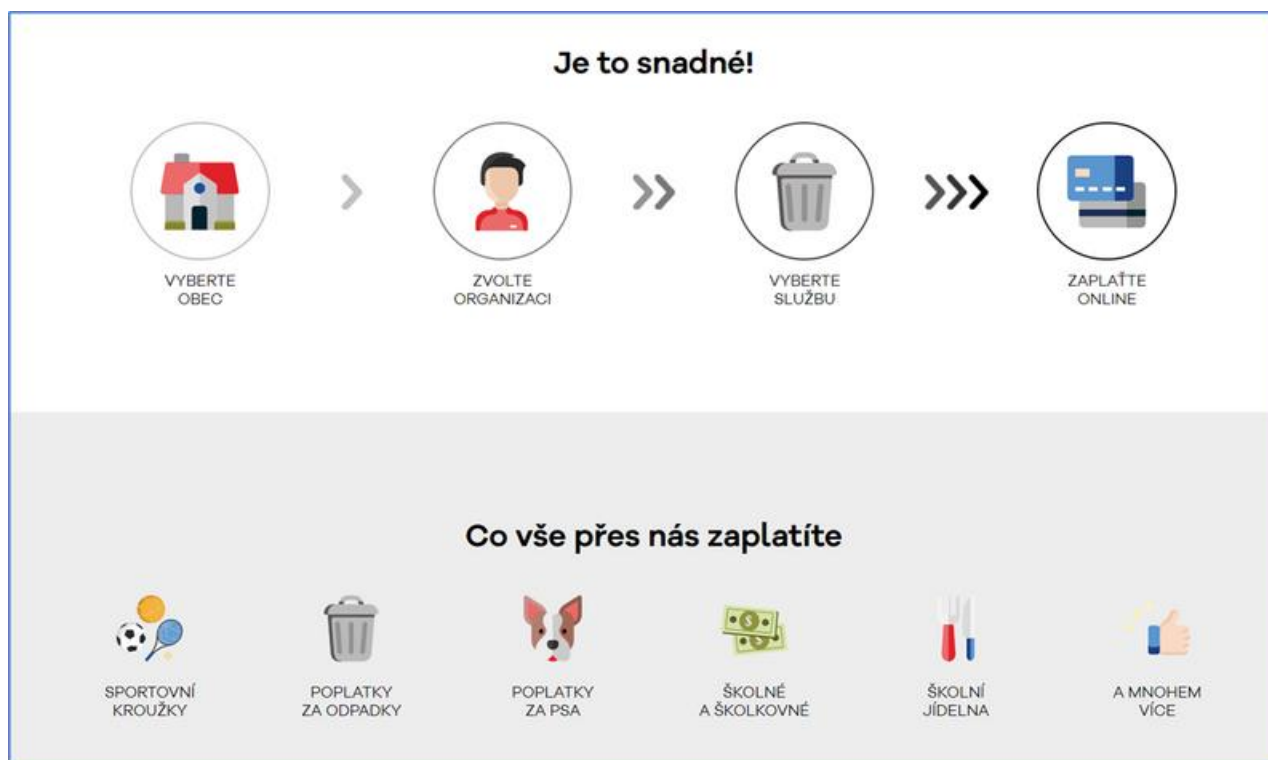 Je to snadné!
VYBERTE
OBEC
ZVOLTE
ORGANIZACI
VYBERTE
SLUŽBU
ZAPLAŤTE
ONLINE
Co vše přes nás zaplatíte
SPORTOVNÍ
KROUŽKY
POPLATKY
ZA ODPADKY
POPLATKY
ZA PSA
ŠKOLNÉ
A ŠKOLKOVNÉ
ŠKOLNÍ
JÍDELNA
A MNOHEM
VÍCE